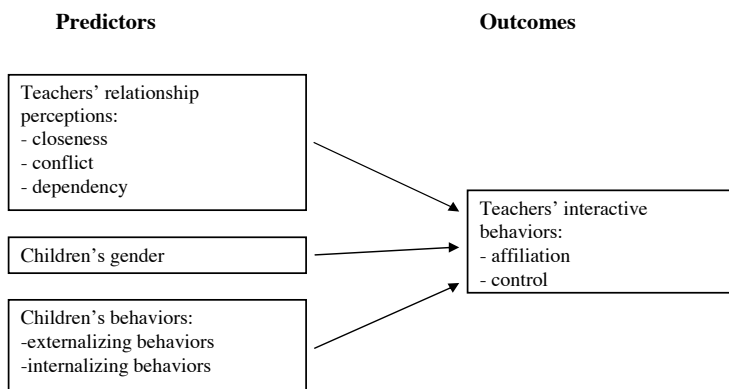 Predictors
Outcomes
Teachers’ relationship
perceptions:
- closeness
- conflict
- dependency
Teachers’ interactive
behaviors:
- affiliation
- control
Children’s gender
Children’s behaviors:
-externalizing behaviors
-internalizing behaviors